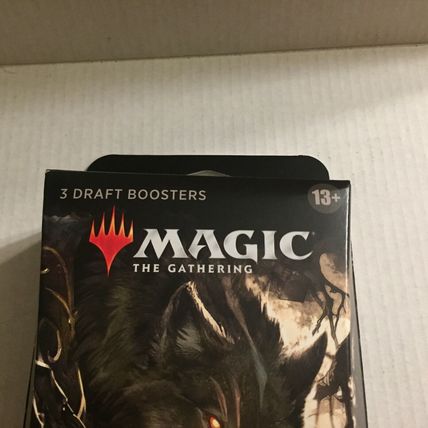 3 DRAFT BOOSTERS
13+
MAGIC
THE GATHERING